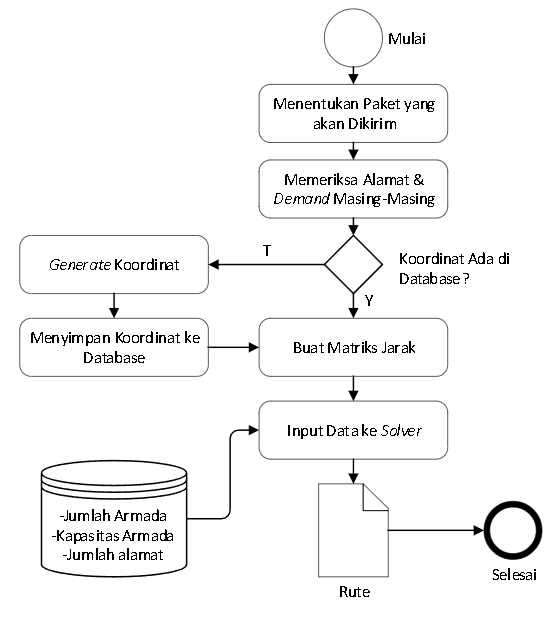 Mulai
Menentukan Paket yang
akan Dikirim
Memeriksa Alamat &
Demand Masing-Masing
T
Koordinat Ada di
Database?
Generate Koordinat
Y
Menyimpan Koordinat ke
Database
Buat Matriks Jarak
Input Data ke Solver
-Jumlah Armada
-Kapasitas Armada
-Jumlah alamat
Rute
Selesai